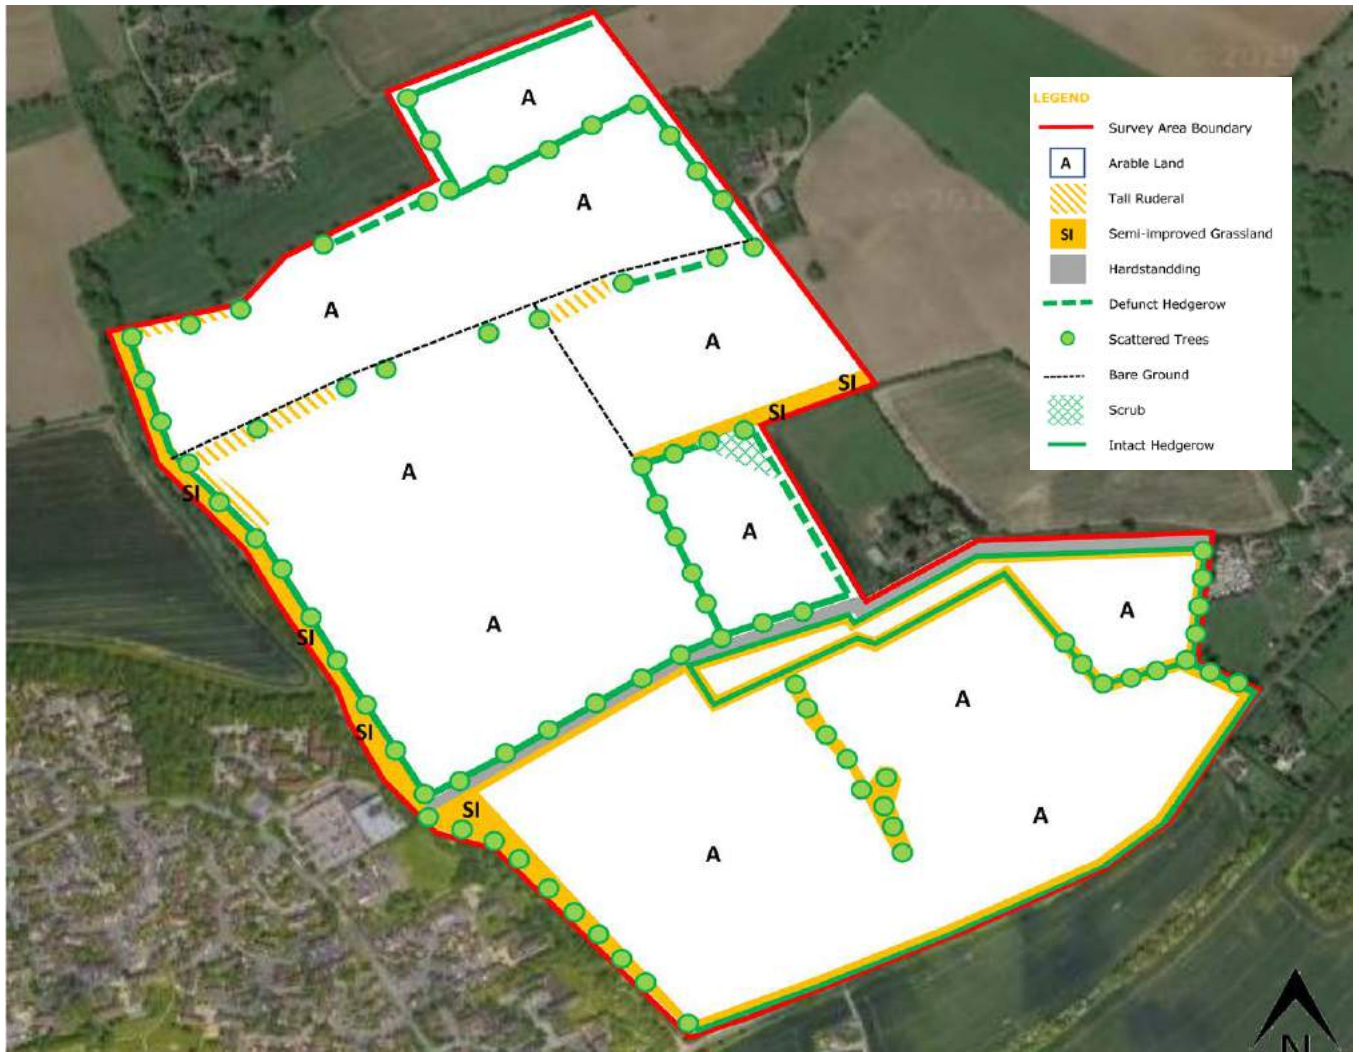 A
LEGEND
Survey Area Boundary
A Arable Land
Tall Ruderal
SI Semi-improved Grassland
Hardstandding
Defunct Hedgerow
Scattered Trees
Bare Ground
Scrub
Intact Hedgerow
A
A
A
SI
SI
A
SI
A
A
A
SI
A
SI
SI
A
A
N